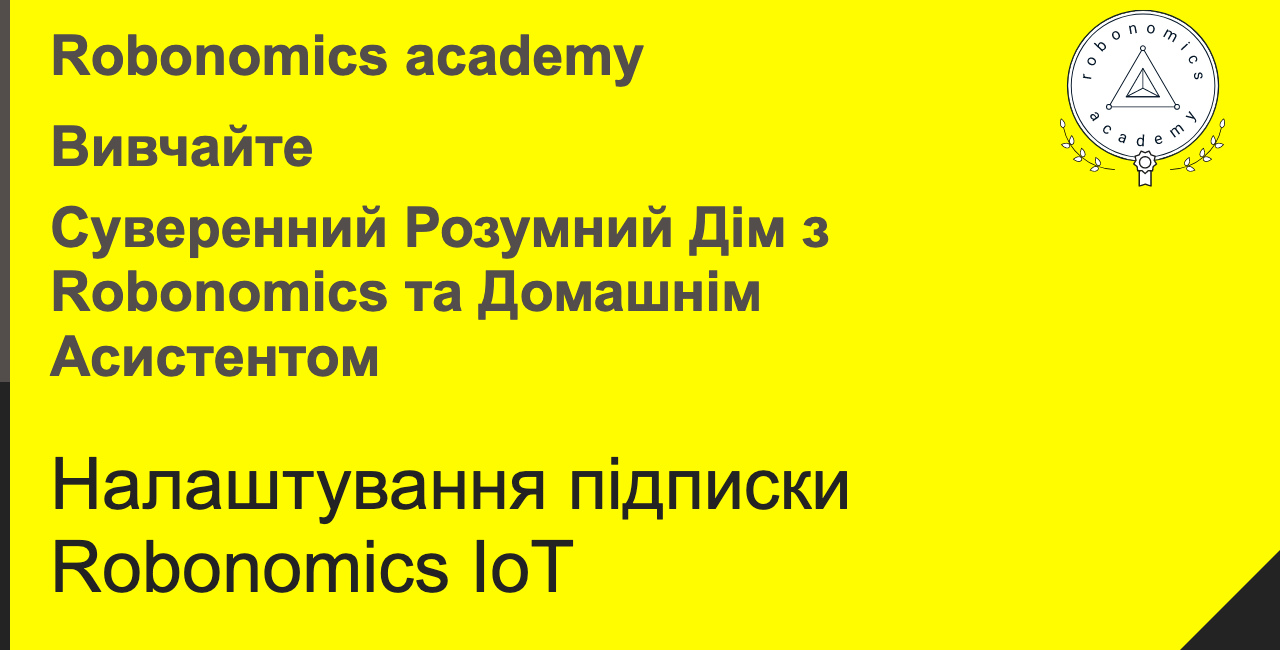 Robonomics academy
Вивчайте
Суверенний Розумний Дім з
Robonomics та Домашнім
Асистентом
Налаштування підписки
Robonomics IoT
robonomics
academy